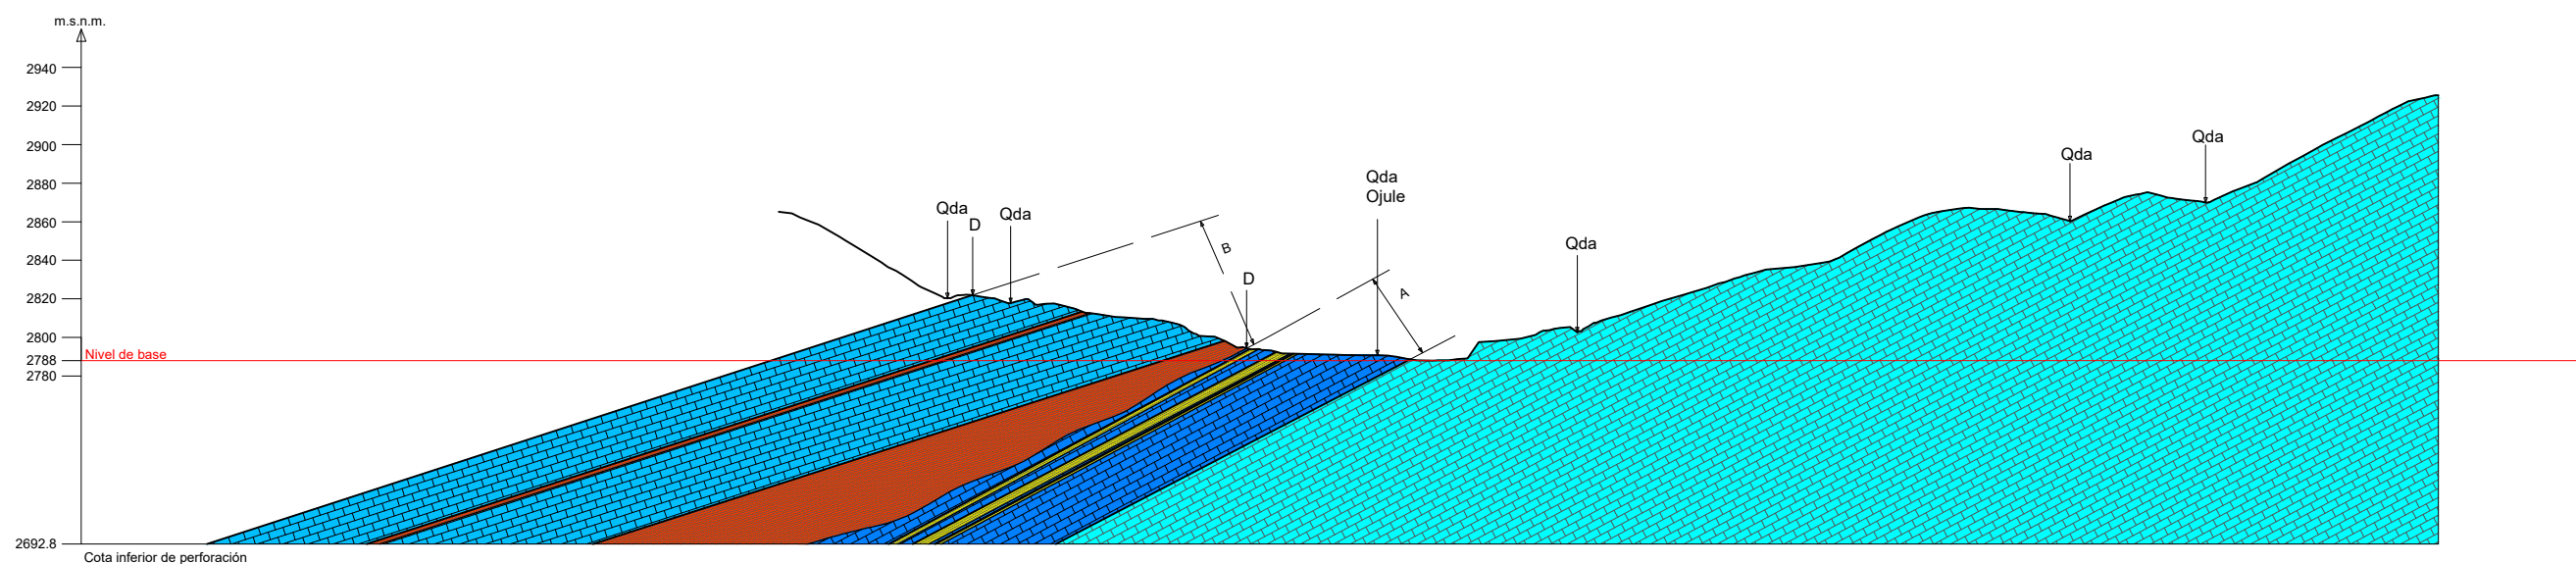 m.s.n.m.
2940
2920
2900
2880
2860
2840
2820
2800
2788
2780
2692.8
Nivel de base
Cota inferior de perforación
Qda
D
Qda
B
D
Qda
Ojule
A
Qda
Qda
Qda